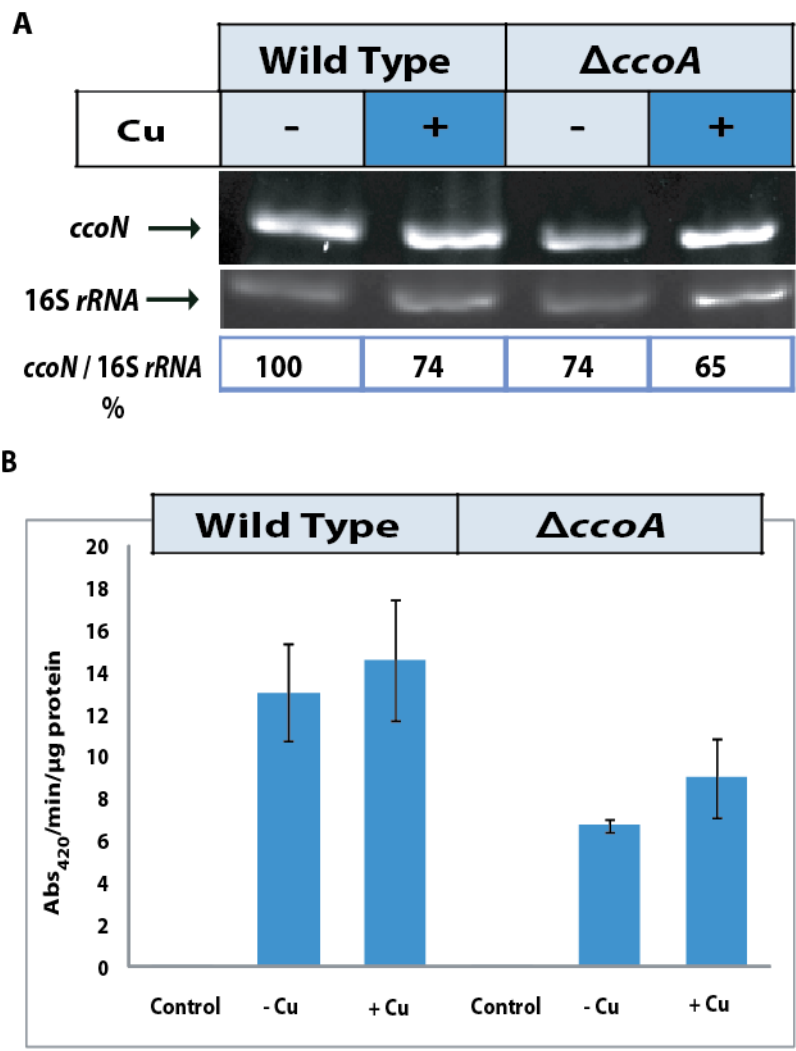 A
Wild Type ΔccoA
Cu - + - +
ccoN
16S rRNA
ccoN / 16S rRNA 100 74 74 65
%
B
Wild Type ΔccoA
20
18
16
14
12
10
8
6
4
2
0
Abs420/min/μg protein
Control - Cu + Cu Control - Cu + Cu